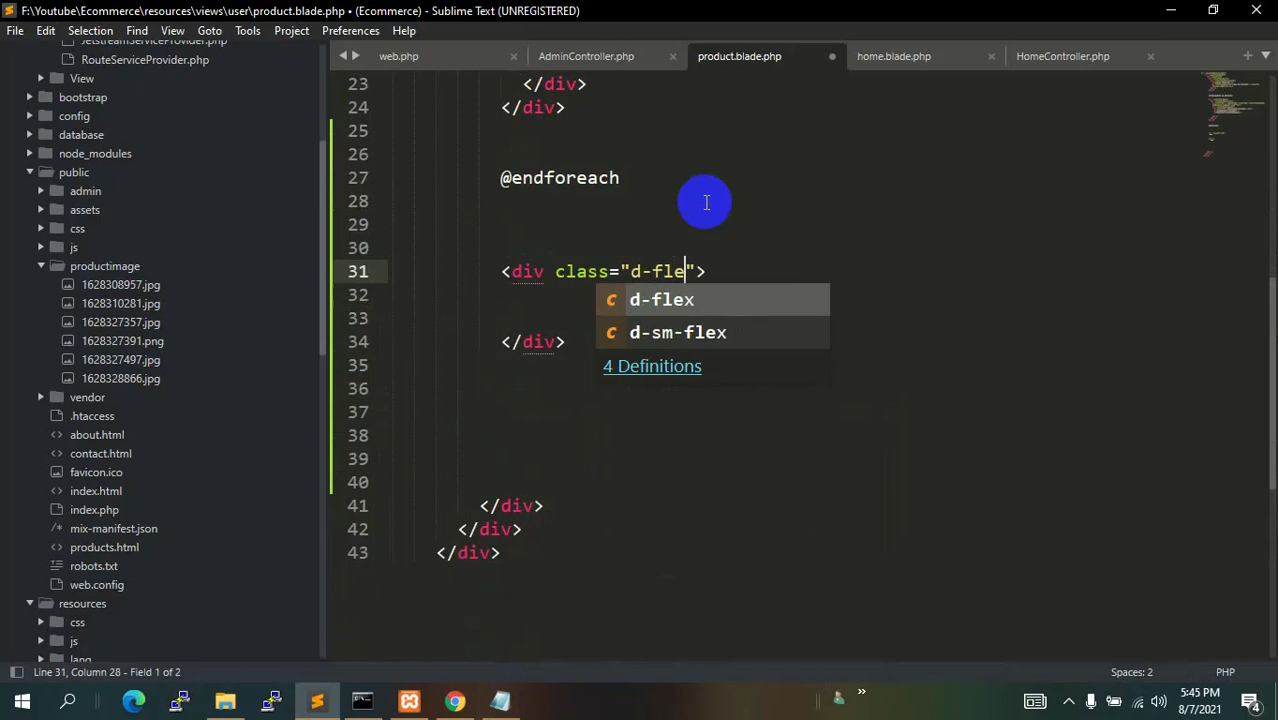 F:\Youtube\Ecommerce\resources\views\user\product.blade.php • (Ecommerce) - Sublime Text (UNREGISTERED)
File Edit Selection Find View Goto Tools Project Preferences Help
JetstreamServiceProvider.php
RouteServiceProvider.php
View
bootstrap
config
database
node_modules
public
admin
assets
css
js
productimage
1628308957.jpg
1628310281.jpg
1628327357.jpg
1628327391.png
1628327497.jpg
1628328866.jpg
vendor
.htaccess
about.html
contact.html
favicon.ico
index.html
index.php
mix-manifest.json
products.html
robots.txt
web.config
resources
css
js
lang
web.php AdminController.php product.blade.php home.blade.php HomeController.php
23 </div>
24 </div>
25
26
27 @endforeach
28
29
30
31 <div class="d-fle">
32
33
34 </div>
35
36
37
38
39
40
41 </div>
42 </div>
43 </div>
d-flex
d-sm-flex
4 Definitions
Line 31, Column 28 - Field 1 of 2 Spaces: 2 PHP
5:45 PM
8/7/2021
4